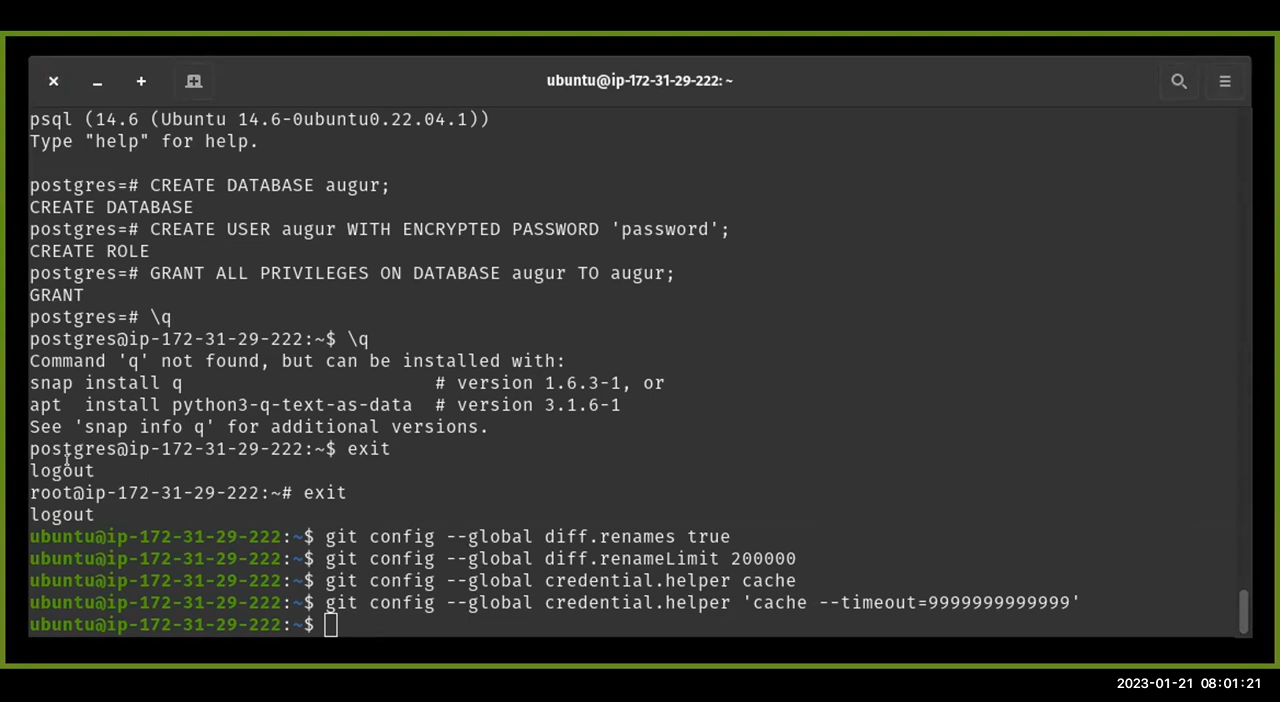 ubuntu@ip-172-31-29-222: ~
psql (14.6 (Ubuntu 14.6-0ubuntu0.22.04.1))
Type "help" for help.
postgres=# CREATE DATABASE augur;
CREATE DATABASE
postgres=# CREATE USER augur WITH ENCRYPTED PASSWORD 'password';
CREATE ROLE
postgres=# GRANT ALL PRIVILEGES ON DATABASE augur TO augur;
GRANT
postgres=# \q
postgres@ip-172-31-29-222:~$ \q
Command 'q' not found, but can be installed with:
snap install q                       # version 1.6.3-1, or
apt  install python3-q-text-as-data  # version 3.1.6-1
See 'snap info q' for additional versions.
postgres@ip-172-31-29-222:~$ exit
logout
root@ip-172-31-29-222:~# exit
logout
ubuntu@ip-172-31-29-222:~$ git config --global diff.renames true
ubuntu@ip-172-31-29-222:~$ git config --global diff.renameLimit 200000
ubuntu@ip-172-31-29-222:~$ git config --global credential.helper cache
ubuntu@ip-172-31-29-222:~$ git config --global credential.helper 'cache --timeout=9999999999999'
ubuntu@ip-172-31-29-222:~$
2023-01-21 08:01:21